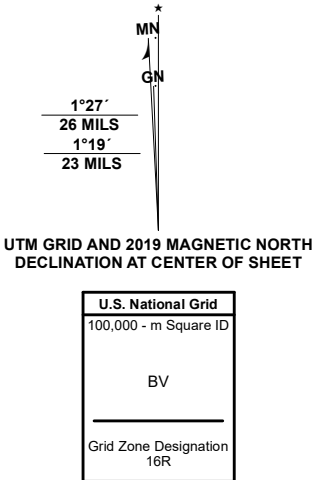 MN
GN
1°27´
26 MILS
1°19´
23 MILS
UTM GRID AND 2019 MAGNETIC NORTH
DECLINATION AT CENTER OF SHEET
U.S. National Grid
100,000 - m Square ID
BV
Grid Zone Designation
16R